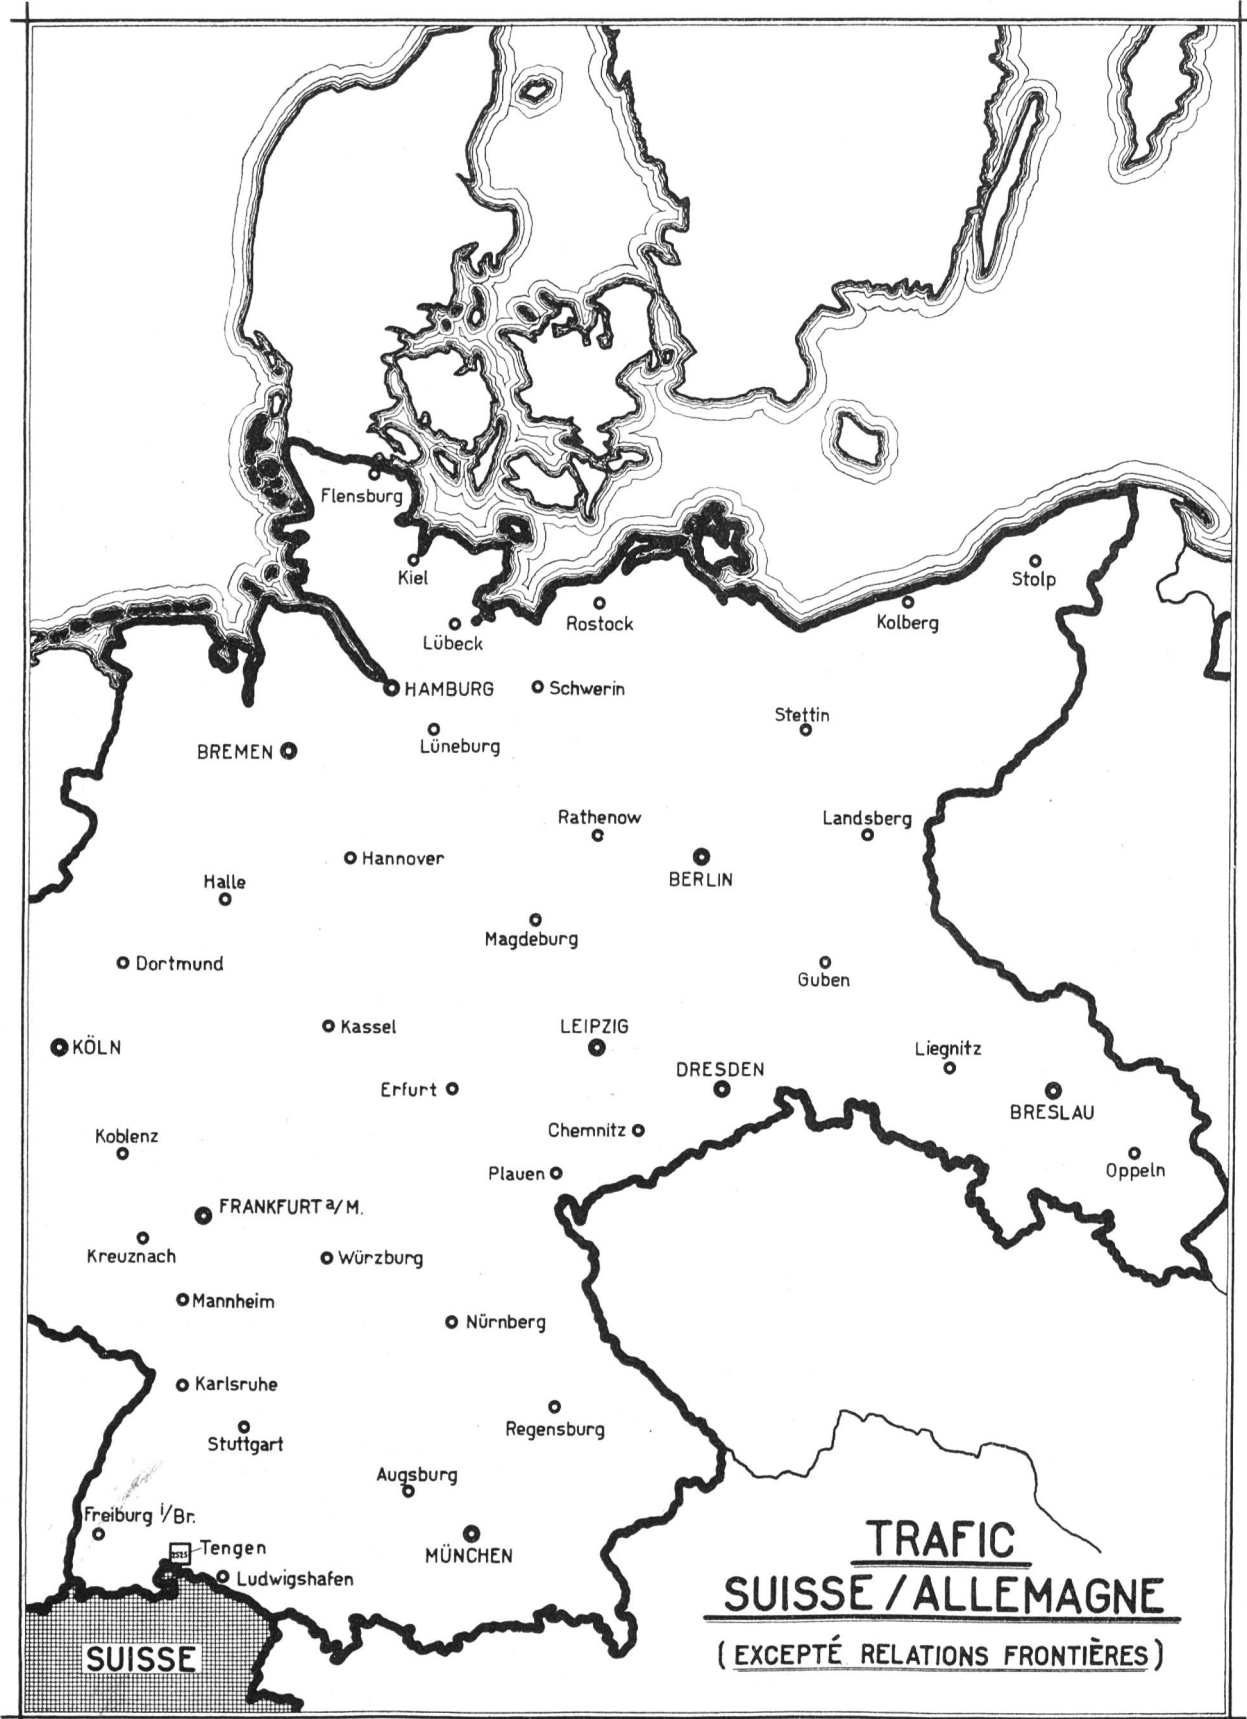 Flensburg
Kiel
Stolp
Rostock
Kolberg
Lübeck
HAMBURG
Schwerin
Stettin
Lüneburg
BREMEN
Rathenow
Landsberg
Hannover
BERLIN
Halle
Magdeburg
Dortmund
Guben
Kassel
LEIPZIG
KÖLN
Liegnitz
DRESDEN
Erfurt
BRESLAU
Chemnitz
Koblenz
Oppeln
Plauen
FRANKFURT a/M.
Kreuznach
Würzburg
Mannheim
Nürnberg
Karlsruhe
Regensburg
Stuttgart
Augsburg
Freiburg i/Br.
TRAFIC
Tengen
2525
MÜNCHEN
Ludwigshafen
SUISSE / ALLEMAGNE
(EXCEPTÉ RELATIONS FRONTIÈRES)
SUISSE